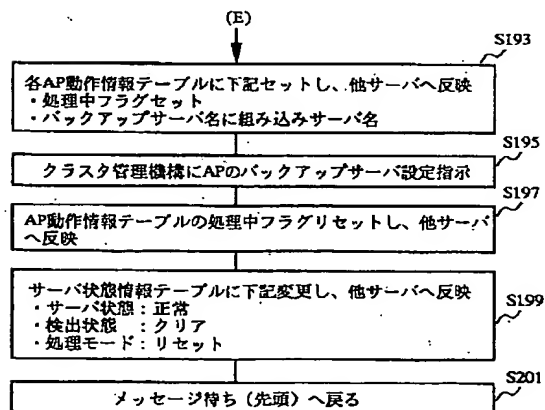 (E)
S193
各AP動作情報テーブルに下記セットし、他サーバへ反映
・処理中フラグセット
・バックアップサーバ名に組み込みサーバ名
S195
クラスタ管理機構にAPのバックアップサーバ設定指示
S197
AP動作情報テーブルの処理中フラグリセットし、他サーバ
へ反映
S199
サーバ状態情報テーブルに下記変更し、他サーバへ反映
・サーバ状態：正常
・検出状態　：クリア
・処理モード：リセット
S201
メッセージ待ち（先頭）へ戻る